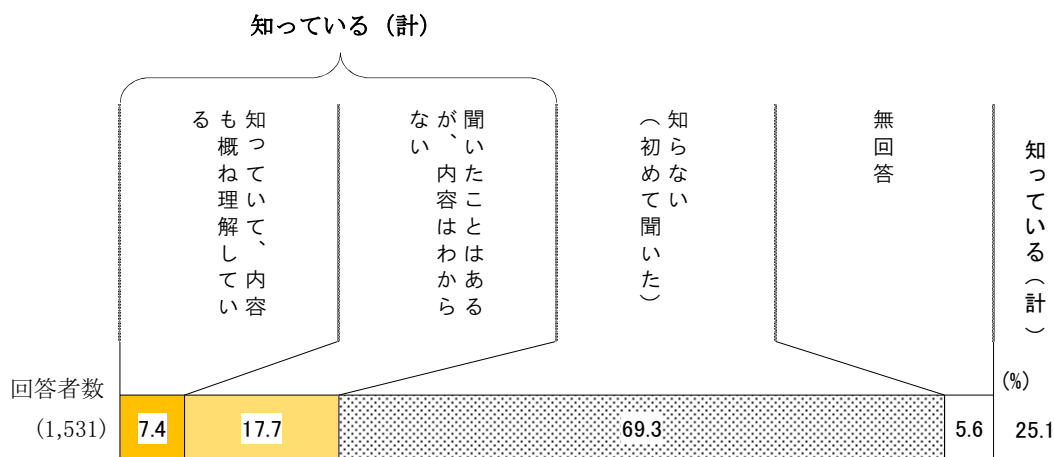 知っている（計）
知っていて、内容
も概ね理解してい
る
聞いたことはある
が、内容はわから
ない
知らない
（初めて聞いた）
無回答
知っている（計）
(%)
回答者数
(1,531)
7.4
17.7
69.3
5.6
25.1